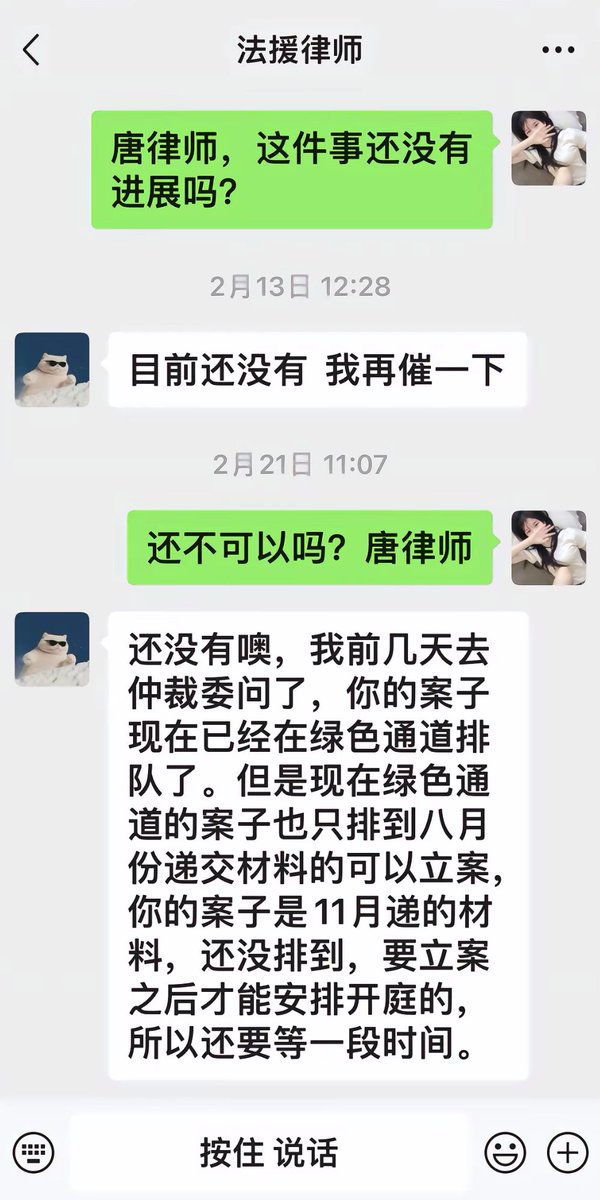 法援律师
唐律师，这件事还没有
进展吗？
2月13日 12:28
目前还没有 我再催一下
2月21日 11:07
还不可以吗？唐律师
还没有噢，我前几天去
仲裁委问了，你的案子
现在已经在绿色通道排
队了。但是现在绿色通
道的案子也只排到八月
份递交材料的可以立案，
你的案子是11月递的材
料，还没排到，要立案
之后才能安排开庭的，
所以还要等一段时间。
按住 说话